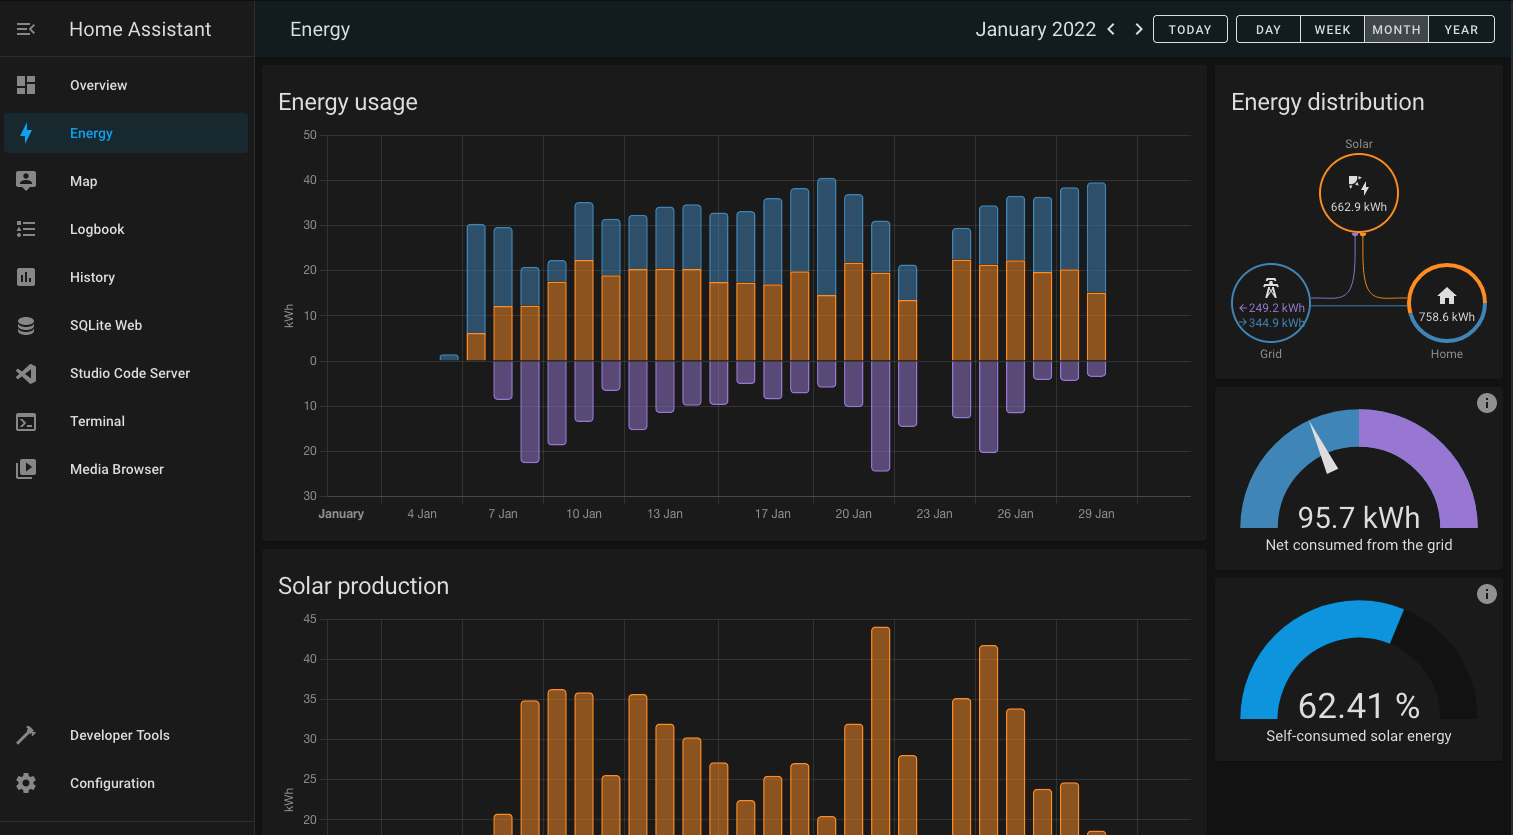 Home Assistant
Overview
Energy
Map
Logbook
History
SQLite Web
Studio Code Server
Terminal
Media Browser
Developer Tools
Configuration
Energy
January 2022
TODAY
DAY WEEK MONTH YEAR
Energy usage
50
40
30
20
10
0
10
20
30
kWh
January 4 Jan 7 Jan 10 Jan 13 Jan 17 Jan 20 Jan 23 Jan 26 Jan 29 Jan
Solar production
45
40
35
30
25
20
kWh
Energy distribution
Solar
662.9 kWh
←249.2 kWh
→344.9 kWh
Grid
758.6 kWh
Home
95.7 kWh
Net consumed from the grid
62.41 %
Self-consumed solar energy